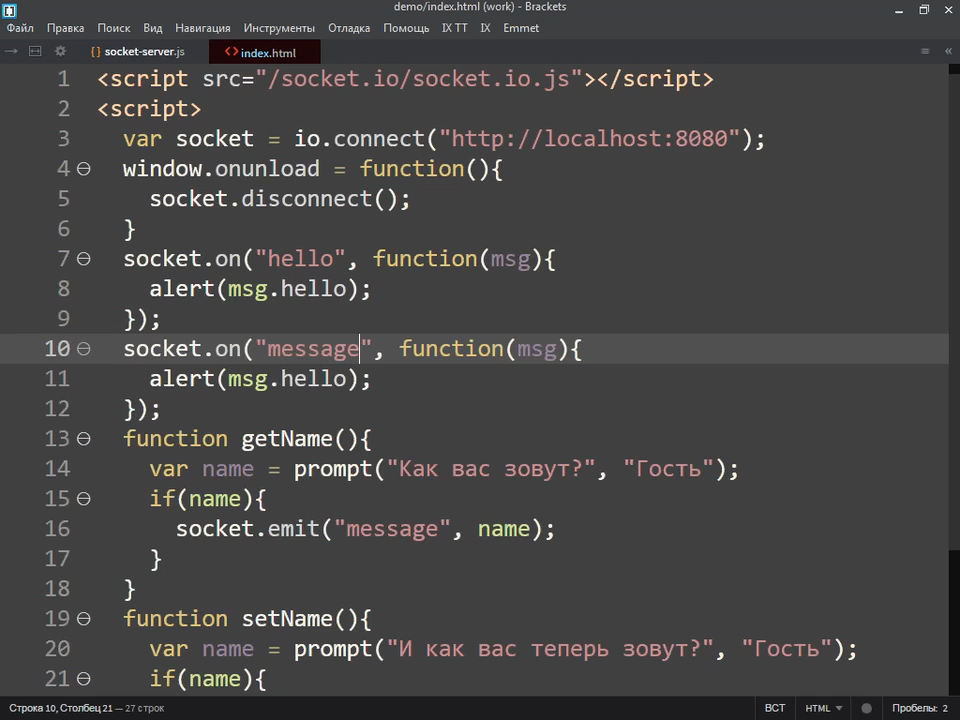 demo/index.html (work) - Brackets
Файл Правка Поиск Вид Навигация Инструменты Отладка Помощь IX TT IX Emmet
{} socket-server.js <> index.html
1 <script src="/socket.io/socket.io.js"></script>
2 <script>
3 var socket = io.connect("http://localhost:8080");
4 window.onunload = function(){
5 socket.disconnect();
6 }
7 socket.on("hello", function(msg){
8 alert(msg.hello);
9 });
10 socket.on("message", function(msg){
11 alert(msg.hello);
12 });
13 function getName(){
14 var name = prompt("Как вас зовут?", "Гость");
15 if(name){
16 socket.emit("message", name);
17 }
18 }
19 function setName(){
20 var name = prompt("И как вас теперь зовут?", "Гость");
21 if(name){
Строка 10, Столбец 21 — 27 строк ВСТ HTML Пробелы: 2